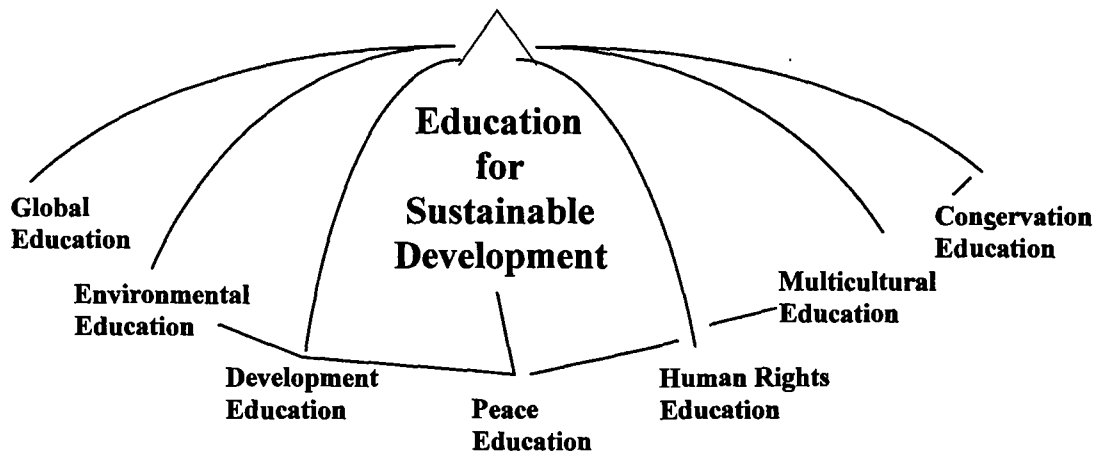 Education
for
Sustainable
Development
Global
Education
Environmental
Education
Development
Education
Peace
Education
Human Rights
Education
Multicultural
Education
Conservation
Education